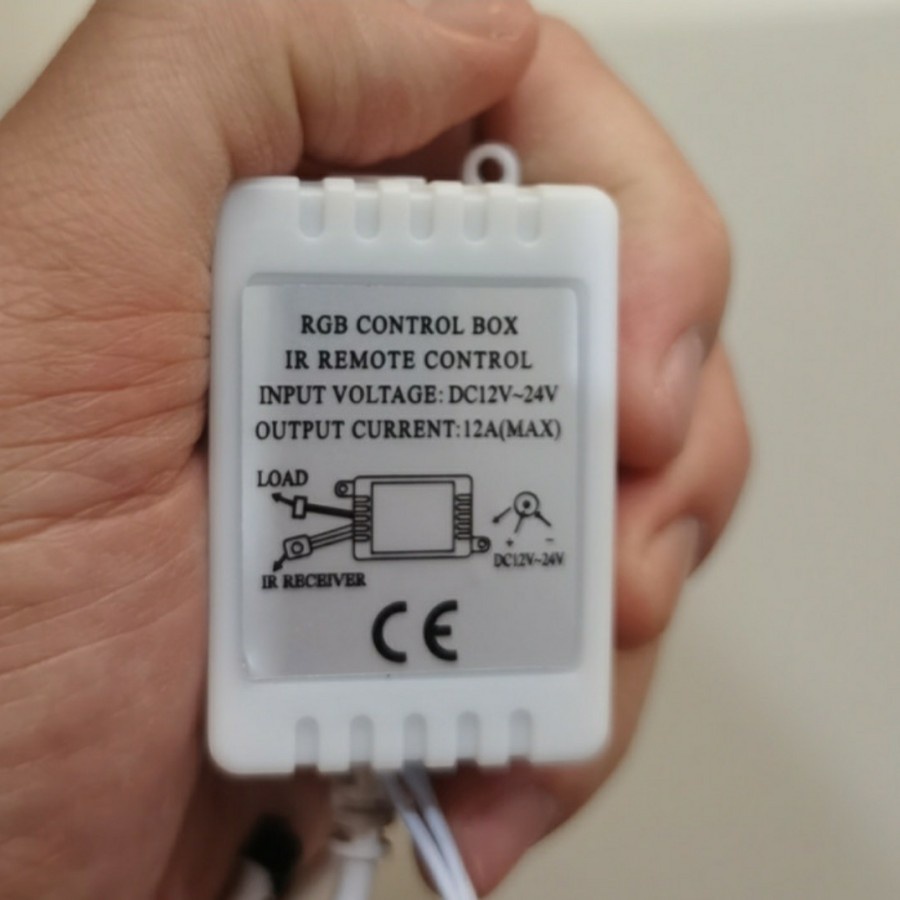 RGB CONTROL BOX
IR REMOTE CONTROL
INPUT VOLTAGE: DC12V~24V
OUTPUT CURRENT:12A(MAX)
LOAD
+ −
DC12V~24V
IR RECEIVER
CE